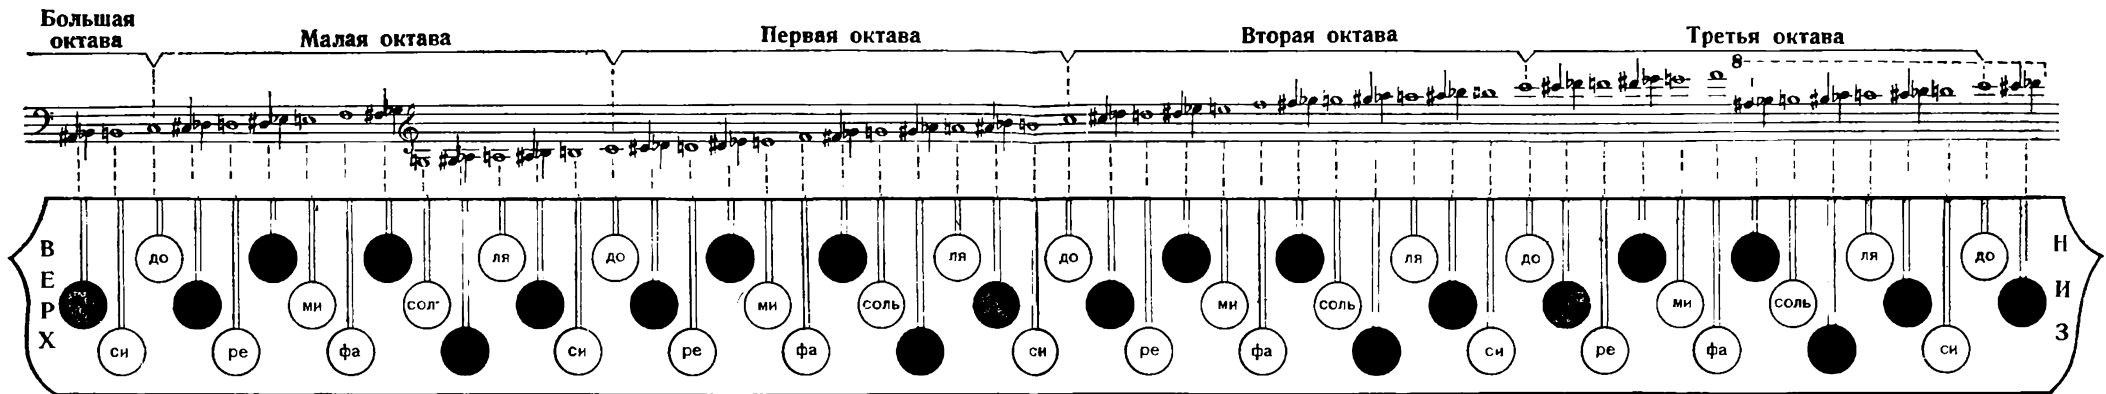 Большая
октава
Малая октава
Первая октава
Вторая октава
Третья октава
8
ВЕРХ
си
до
ре
ми
фа
сол
ля
си
до
ре
ми
фа
соль
ля
си
до
ре
ми
фа
соль
ля
си
до
ре
ми
фа
соль
ля
си
до
НИЗ